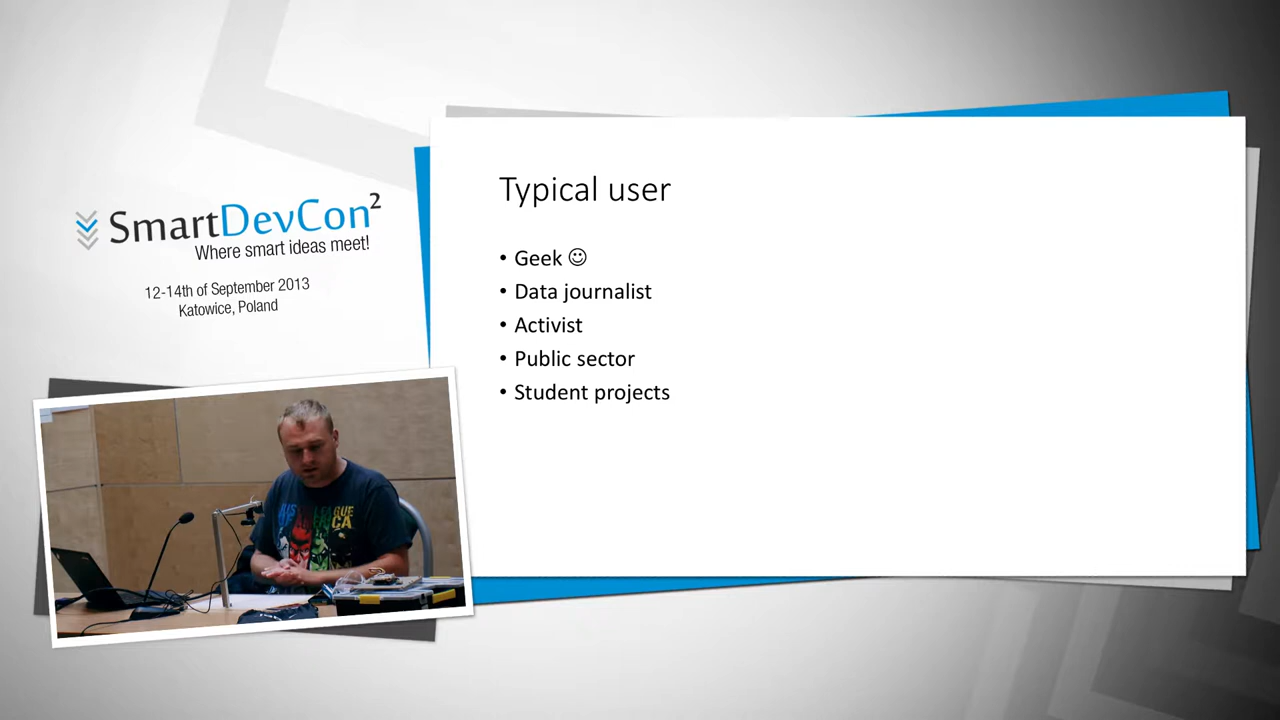 SmartDevCon²
Where smart ideas meet!
12-14th of September 2013
Katowice, Poland
Typical user
• Geek ☺
• Data journalist
• Activist
• Public sector
• Student projects
LEAGUE